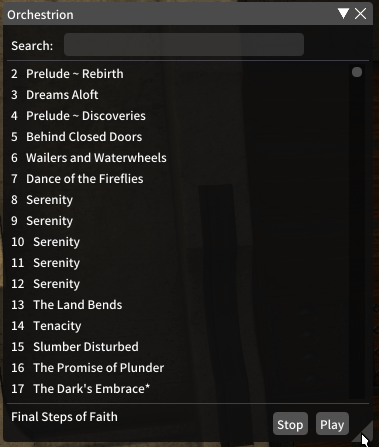 Orchestrion
Search:
2 Prelude ~ Rebirth
3 Dreams Aloft
4 Prelude ~ Discoveries
5 Behind Closed Doors
6 Wailers and Waterwheels
7 Dance of the Fireflies
8 Serenity
9 Serenity
10 Serenity
11 Serenity
12 Serenity
13 The Land Bends
14 Tenacity
15 Slumber Disturbed
16 The Promise of Plunder
17 The Dark's Embrace*
Final Steps of Faith
Stop Play